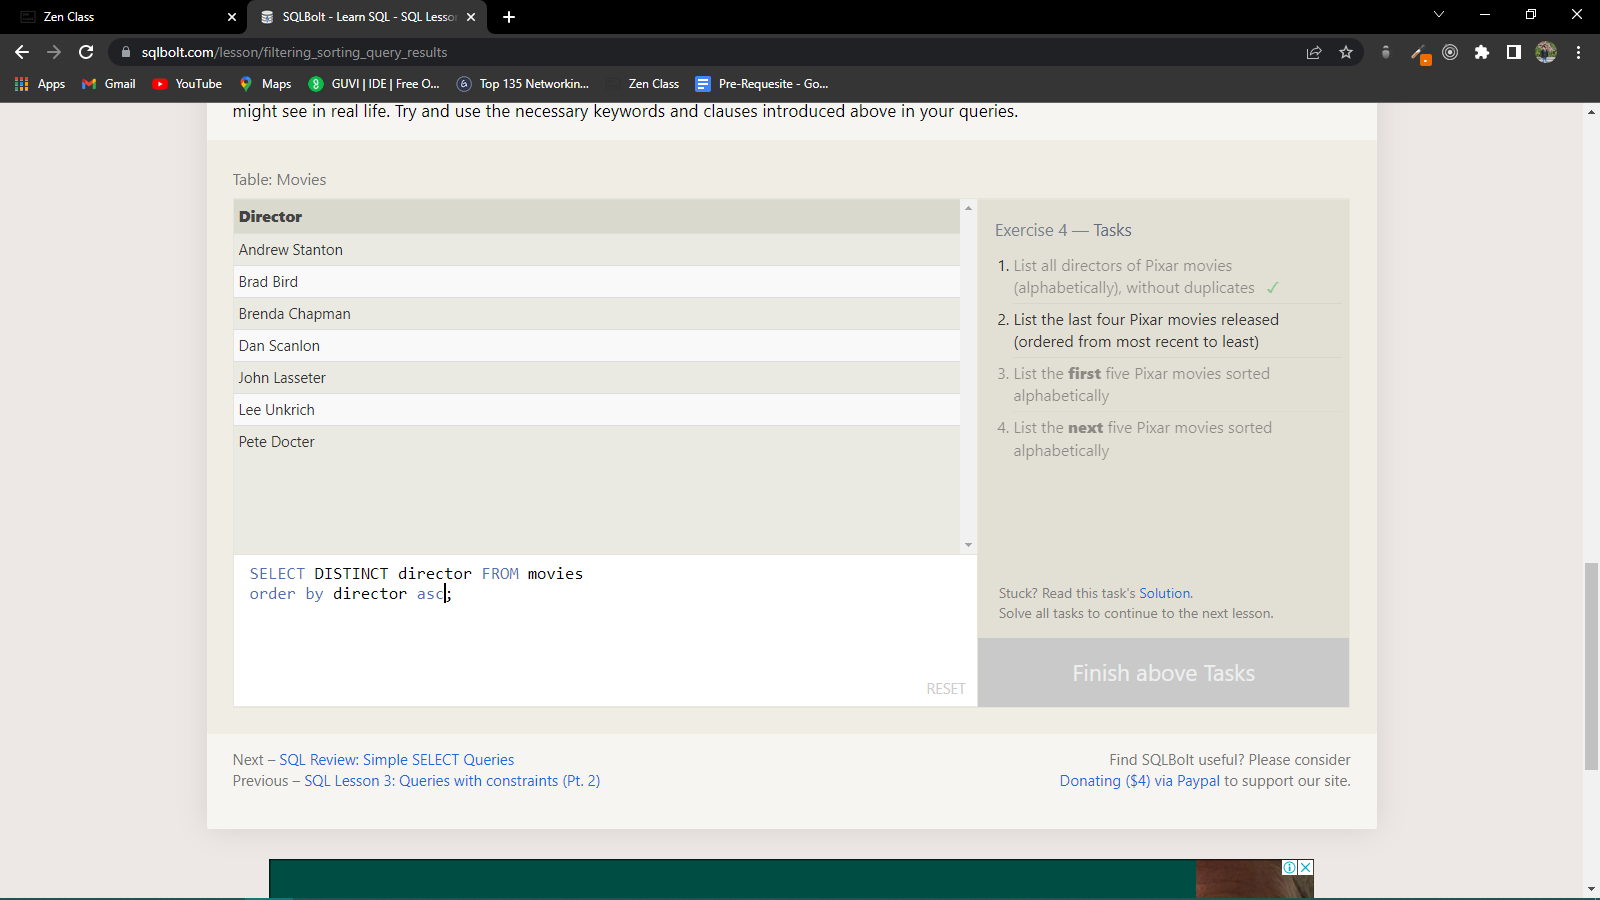 Zen Class
SQLBolt - Learn SQL - SQL Lesson
sqlbolt.com/lesson/filtering_sorting_query_results
Apps
Gmail
YouTube
Maps
GUVI | IDE | Free O...
Top 135 Networkin...
Zen Class
Pre-Requesite - Go...
might see in real life. Try and use the necessary keywords and clauses introduced above in your queries.
Table: Movies
Director
Andrew Stanton
Brad Bird
Brenda Chapman
Dan Scanlon
John Lasseter
Lee Unkrich
Pete Docter
SELECT DISTINCT director FROM movies
order by director asc;
RESET
Exercise 4 — Tasks
1. List all directors of Pixar movies
(alphabetically), without duplicates ✓
2. List the last four Pixar movies released
(ordered from most recent to least)
3. List the first five Pixar movies sorted
alphabetically
4. List the next five Pixar movies sorted
alphabetically
Stuck? Read this task's Solution.
Solve all tasks to continue to the next lesson.
Finish above Tasks
Next – SQL Review: Simple SELECT Queries
Previous – SQL Lesson 3: Queries with constraints (Pt. 2)
Find SQLBolt useful? Please consider
Donating ($4) via Paypal to support our site.